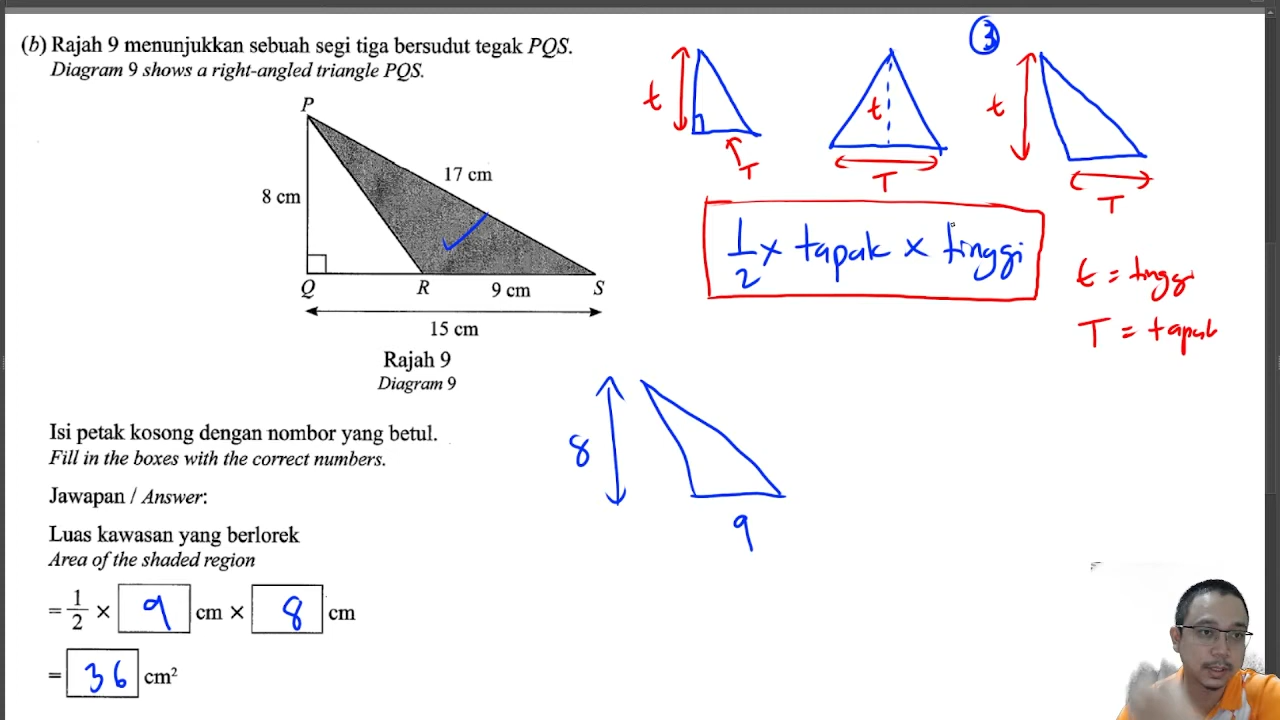 (b) Rajah 9 menunjukkan sebuah segi tiga bersudut tegak PQS.
Diagram 9 shows a right-angled triangle PQS.
P
17 cm
8 cm
Q R 9 cm S
15 cm
Rajah 9
Diagram 9
Isi petak kosong dengan nombor yang betul.
Fill in the boxes with the correct numbers.
Jawapan / Answer:
Luas kawasan yang berlorek
Area of the shaded region
= 1/2 × 9 cm × 8 cm
= 36 cm²
3
t
T
t
T
t
T
1/2 × tapak × tinggi
t = tinggi
T = tapak
8
9